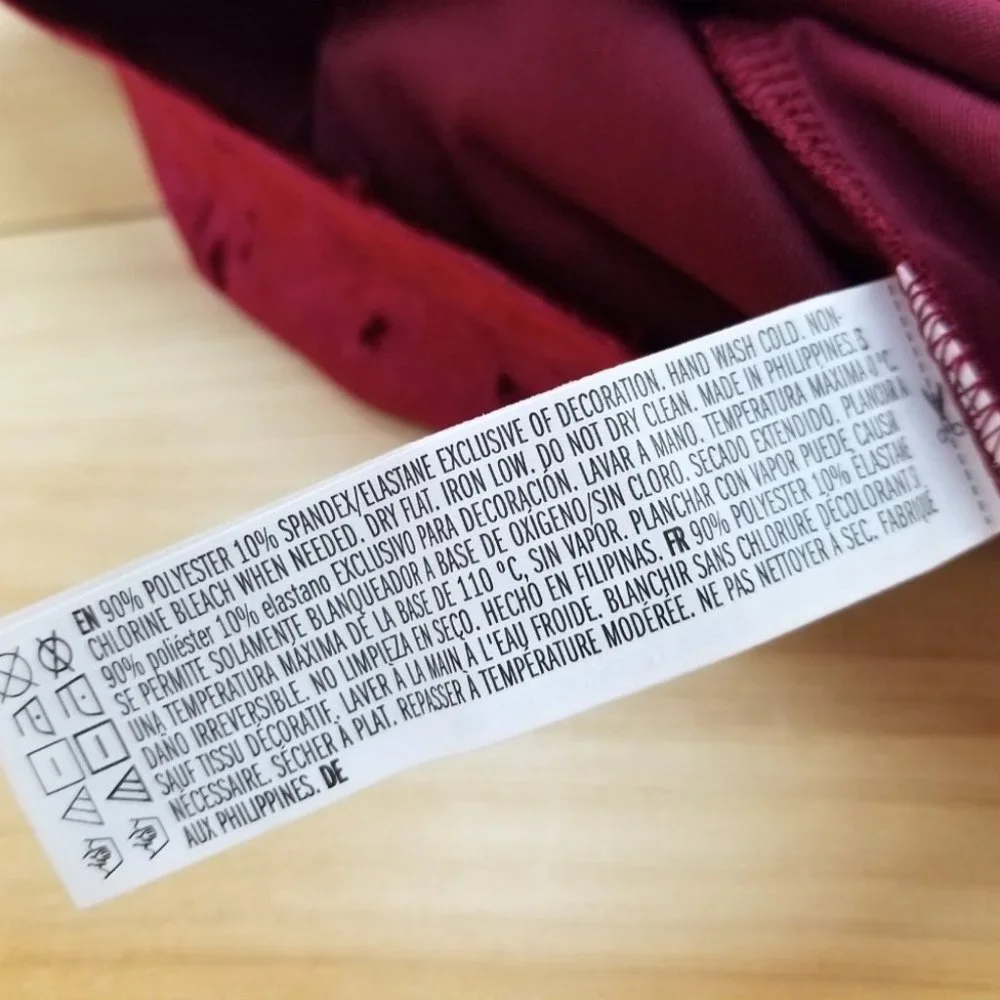 EN 90% POLYESTER 10% SPANDEX/ELASTANE EXCLUSIVE OF DECORATION. HAND WASH COLD. NON-
CHLORINE BLEACH WHEN NEEDED. DRY FLAT. IRON LOW. DO NOT DRY CLEAN. MADE IN PHILIPPINES.
90% poliéster 10% elastano EXCLUSIVO PARA DECORACIÓN. LAVAR A MANO. TEMPERATURA MAXIMA 0 °C.
SE PERMITE SOLAMENTE BLANQUEADOR A BASE DE OXÍGENO/SIN CLORO. SECADO EXTENDIDO. PLANCHAR A
UNA TEMPERATURA MAXIMA DE LA BASE DE 110 °C, SIN VAPOR. PLANCHAR CON VAPOR PUEDE CAUSAR
DANO IRREVERSIBLE. NO LIMPIEZA EN SECO. HECHO EN FILIPINAS. FR 90% POLYESTER 10% ELASTANE
SAUF TISSU DÉCORATIF. LAVER À LA MAIN À L'EAU FROIDE. BLANCHIR SANS CHLORURE DÉCOLORANT SI
NÉCESSAIRE. SÉCHER À PLAT. REPASSER À TEMPÉRATURE MODÉRÉE. NE PAS NETTOYER À SEC. FABRIQUÉ
AUX PHILIPPINES. DE